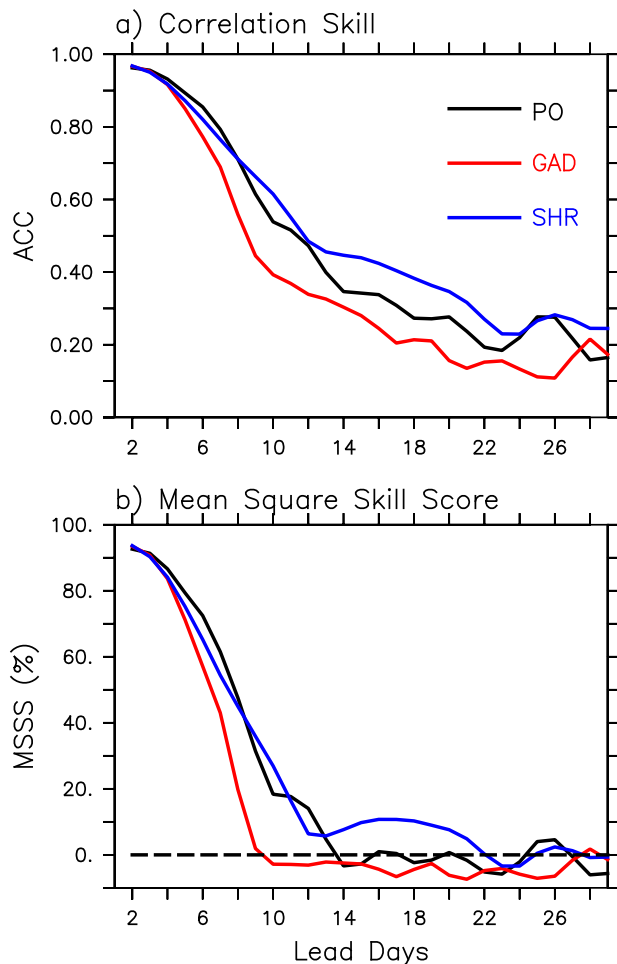 a) Correlation Skill
1.00
0.80
0.60
0.40
0.20
0.00
ACC
PO
GAD
SHR
2 6 10 14 18 22 26
b) Mean Square Skill Score
100.
80.
60.
40.
20.
0.
MSSS (%)
2 6 10 14 18 22 26
Lead Days